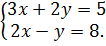 3x + 2y = 5
2x − y = 8.